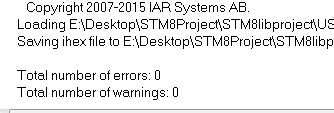 Copyright 2007-2015 IAR Systems AB.
Loading E:\Desktop\STM8Project\STM8libproject\US
Saving ihex file to E:\Desktop\STM8Project\STM8libp
Total number of errors: 0
Total number of warnings: 0